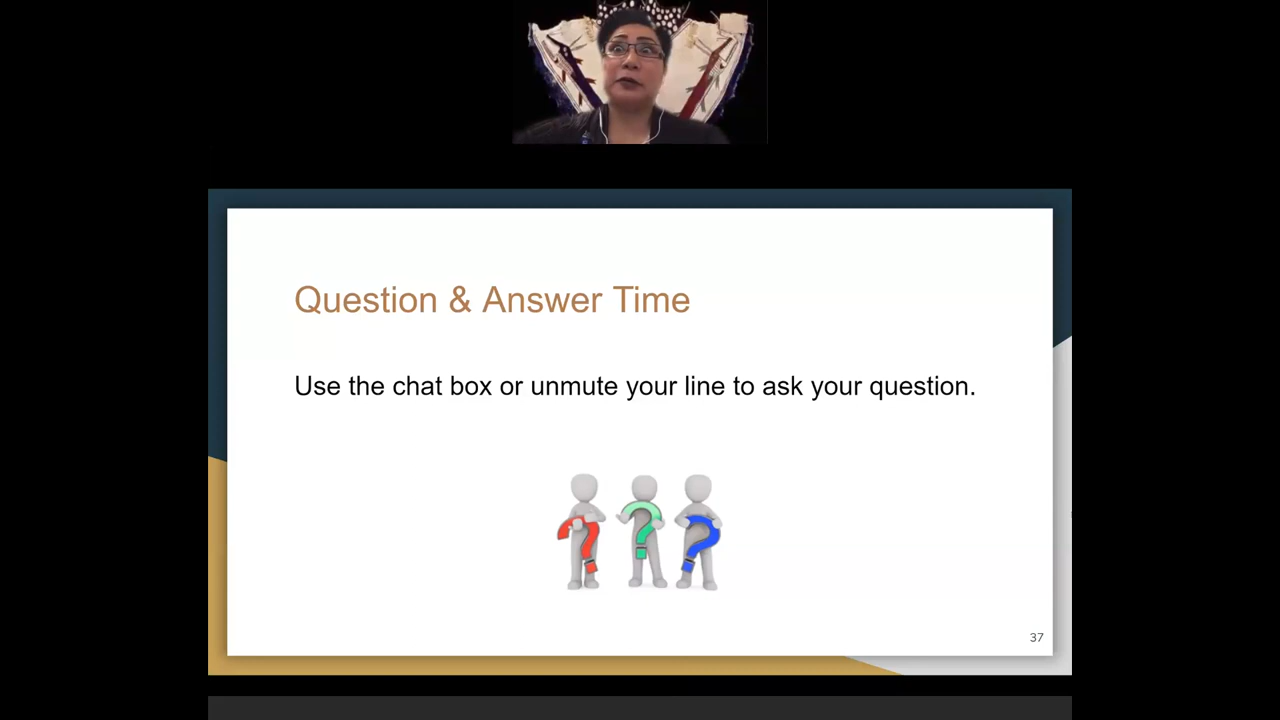 Question & Answer Time
Use the chat box or unmute your line to ask your question.
37